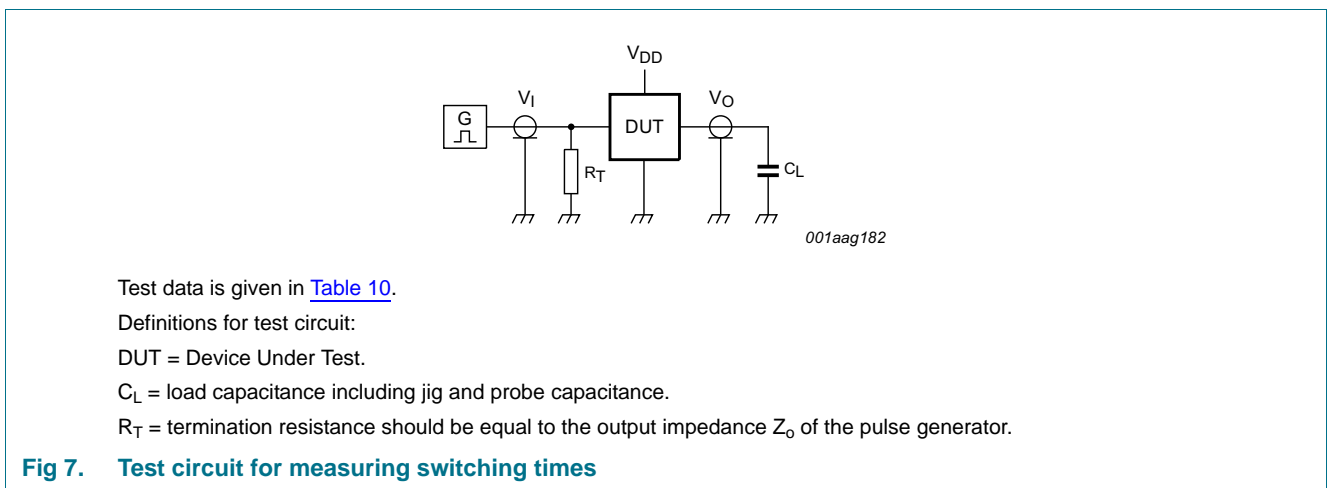 VDD
VI
VO
G
DUT
RT
CL
001aag182
Test data is given in Table 10.
Definitions for test circuit:
DUT = Device Under Test.
CL = load capacitance including jig and probe capacitance.
RT = termination resistance should be equal to the output impedance Zo of the pulse generator.
Fig 7. Test circuit for measuring switching times